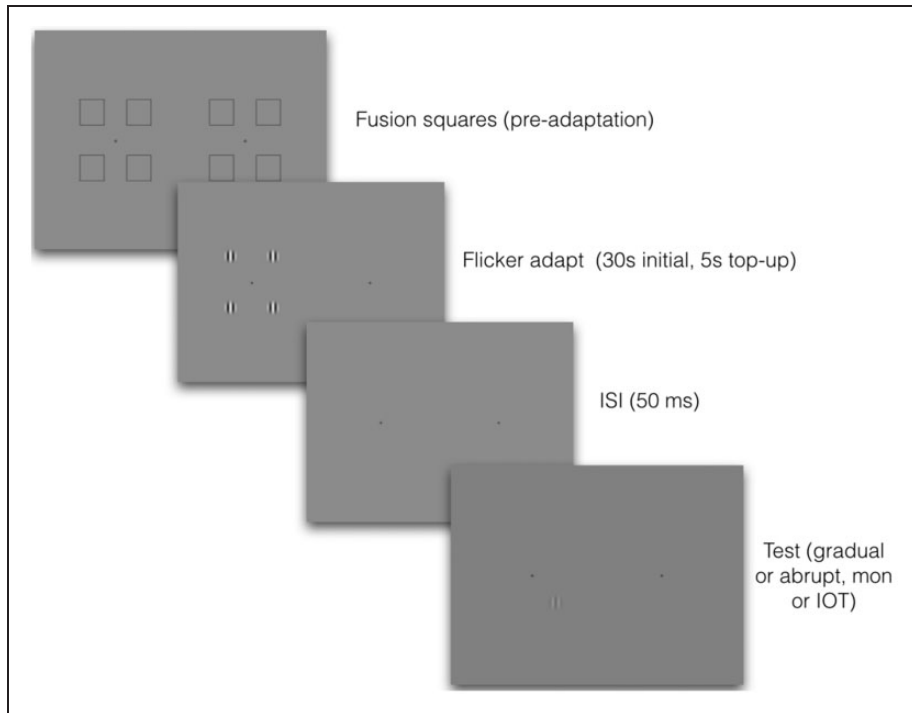 Fusion squares (pre-adaptation)
Flicker adapt (30s initial, 5s top-up)
ISI (50 ms)
Test (gradual
or abrupt, mon
or IOT)